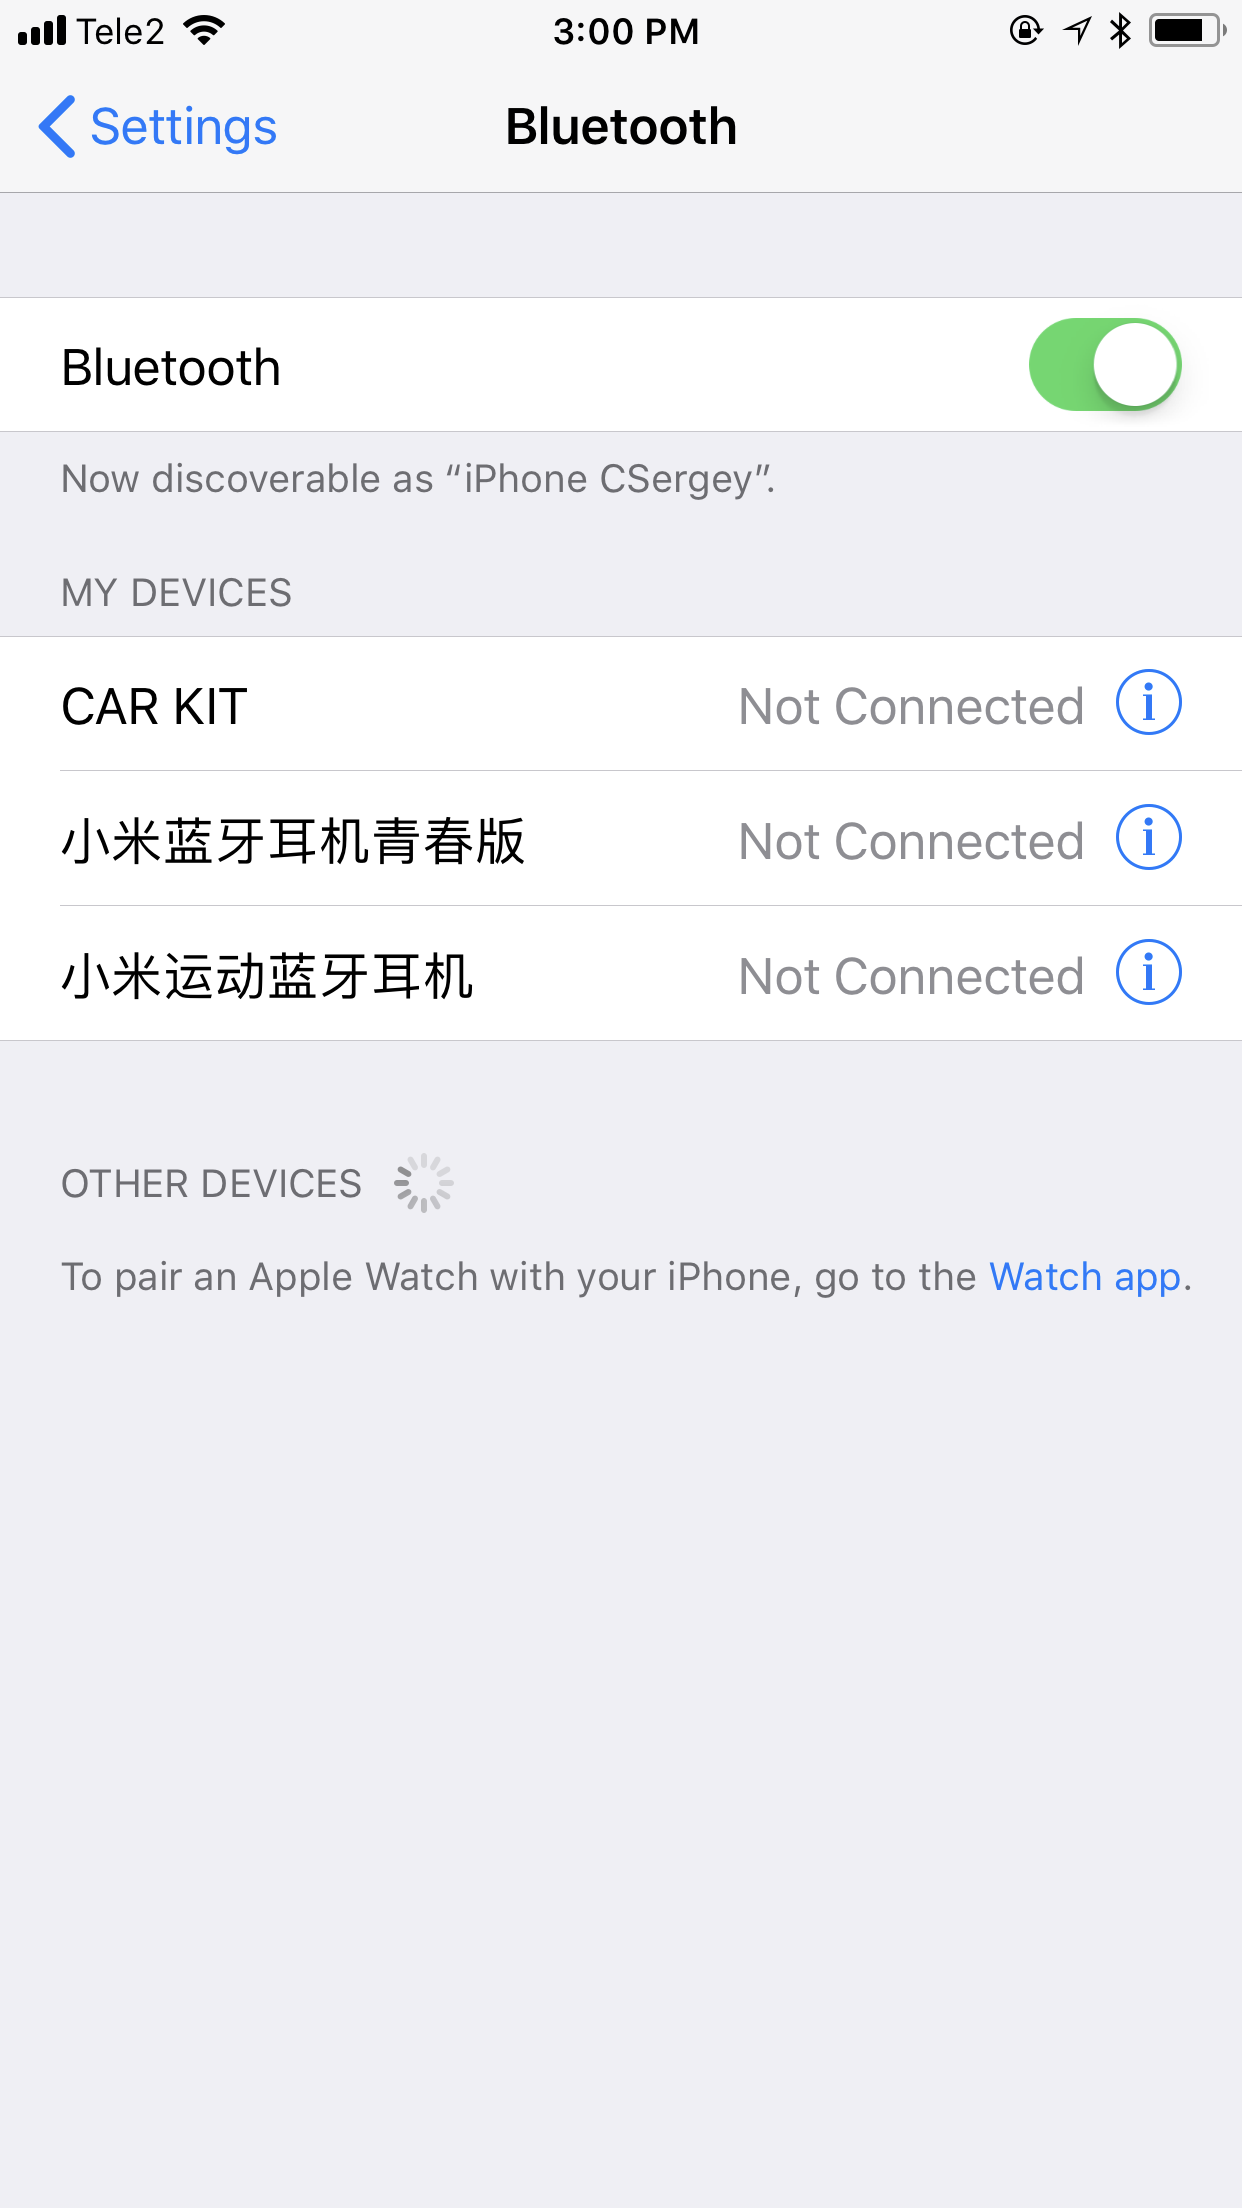 Tele2 3:00 PM
Settings Bluetooth
Bluetooth
Now discoverable as “iPhone CSergey”.
MY DEVICES
CAR KIT Not Connected
小米蓝牙耳机青春版 Not Connected
小米运动蓝牙耳机 Not Connected
OTHER DEVICES
To pair an Apple Watch with your iPhone, go to the Watch app.